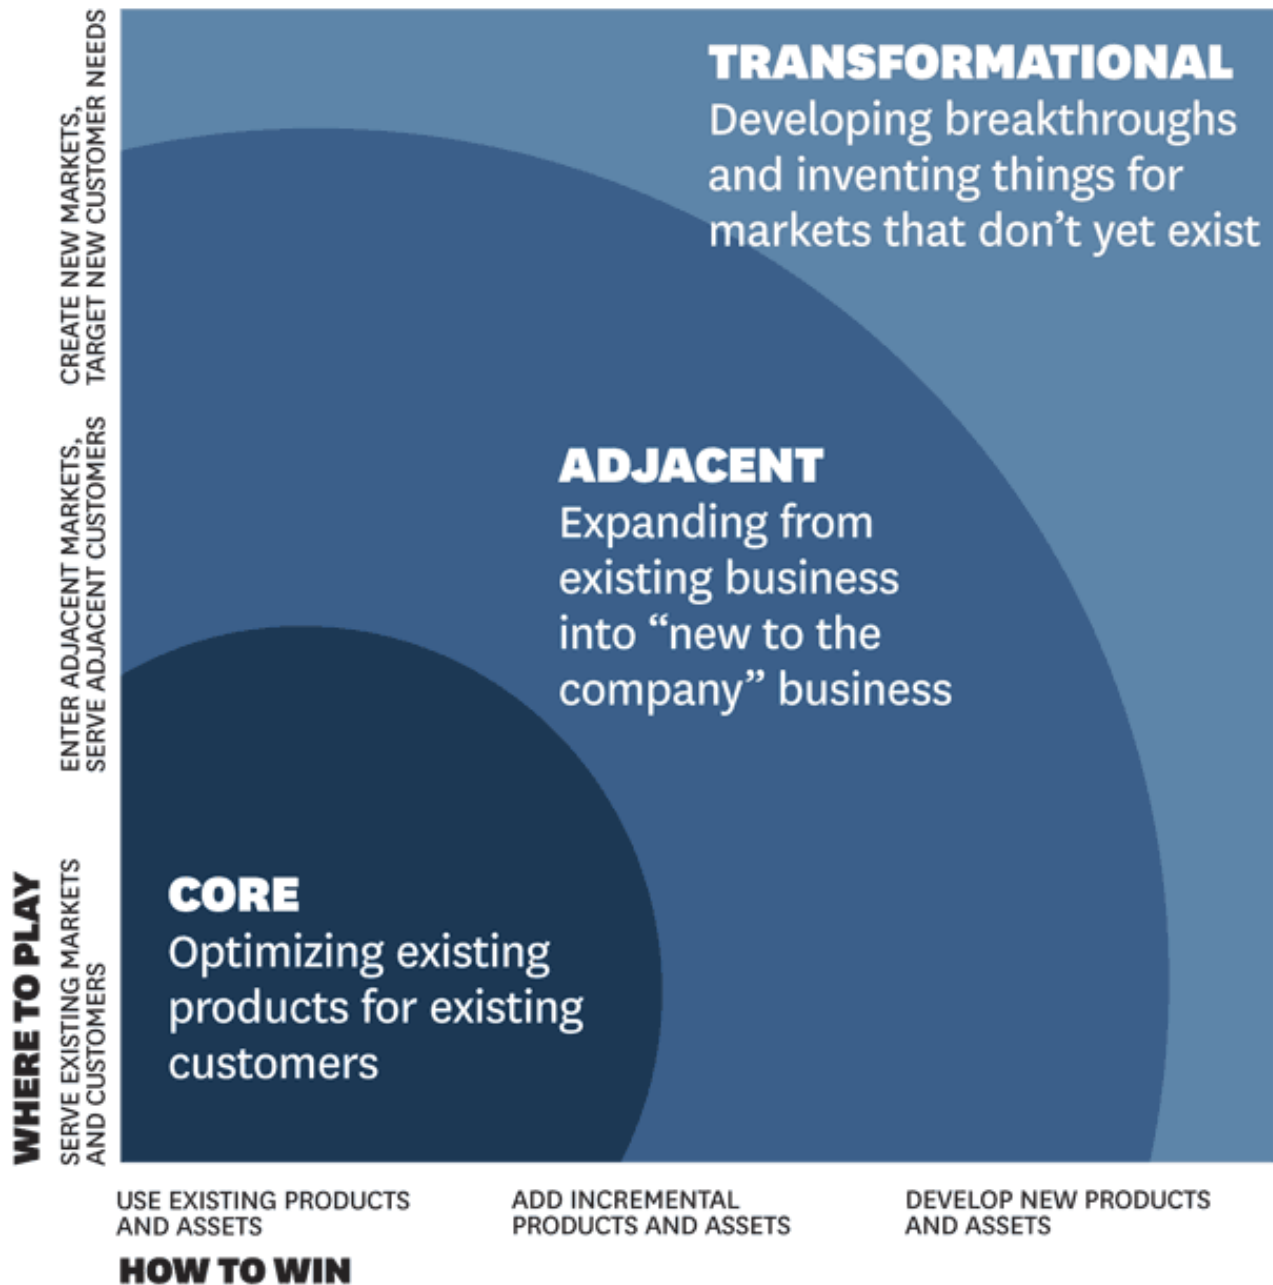 TRANSFORMATIONAL
Developing breakthroughs
and inventing things for
markets that don’t yet exist
ADJACENT
Expanding from
existing business
into “new to the
company” business
CORE
Optimizing existing
products for existing
customers
WHERE TO PLAY
CREATE NEW MARKETS,
TARGET NEW CUSTOMER NEEDS
ENTER ADJACENT MARKETS,
SERVE ADJACENT CUSTOMERS
SERVE EXISTING MARKETS
AND CUSTOMERS
USE EXISTING PRODUCTS
AND ASSETS
ADD INCREMENTAL
PRODUCTS AND ASSETS
DEVELOP NEW PRODUCTS
AND ASSETS
HOW TO WIN